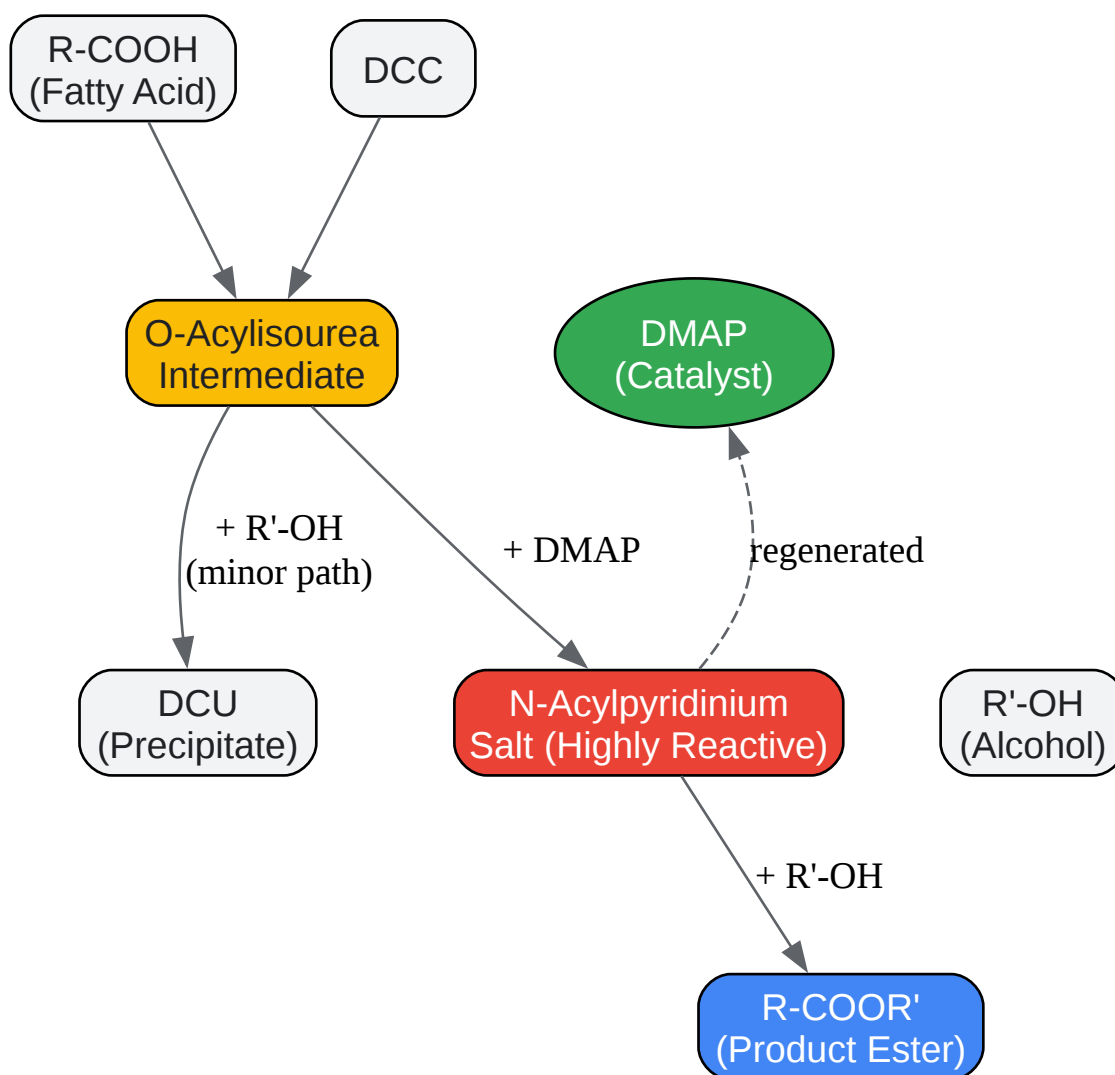 R-COOH
(Fatty Acid)
DCC
O-Acylisourea
Intermediate
DMAP
(Catalyst)
+ R'-OH
(minor path)
+ DMAP
regenerated
DCU
(Precipitate)
N-Acylpyridinium
Salt (Highly Reactive)
R'-OH
(Alcohol)
+ R'-OH
R-COOR'
(Product Ester)